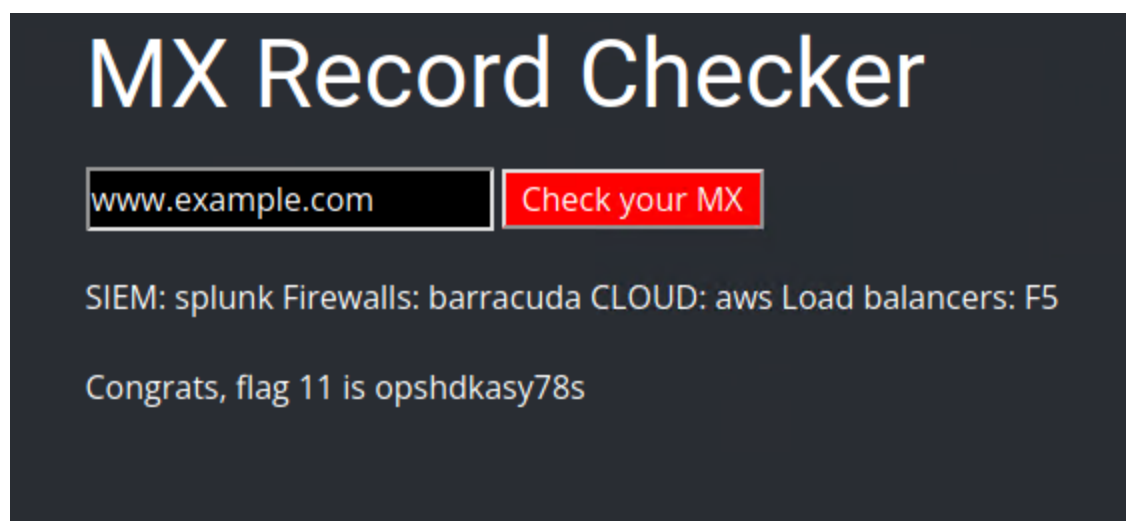 MX Record Checker
www.example.com Check your MX
SIEM: splunk Firewalls: barracuda CLOUD: aws Load balancers: F5
Congrats, flag 11 is opshdkasy78s